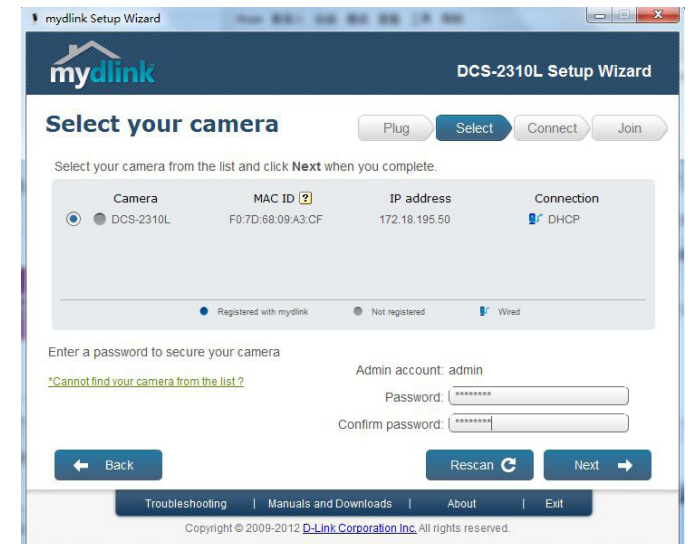 mydlink Setup Wizard
mydlink
DCS-2310L Setup Wizard
Select your camera
Plug Select Connect Join
Select your camera from the list and click Next when you complete.
Camera MAC ID ? IP address Connection
DCS-2310L F0:7D:68:09:A3:CF 172.18.195.50 DHCP
Registered with mydlink Not registered Wired
Enter a password to secure your camera
*Cannot find your camera from the list ?
Admin account: admin
Password: ********
Confirm password: ********
Back Rescan Next
Troubleshooting | Manuals and Downloads | About | Exit
Copyright © 2009-2012 D-Link Corporation Inc. All rights reserved.